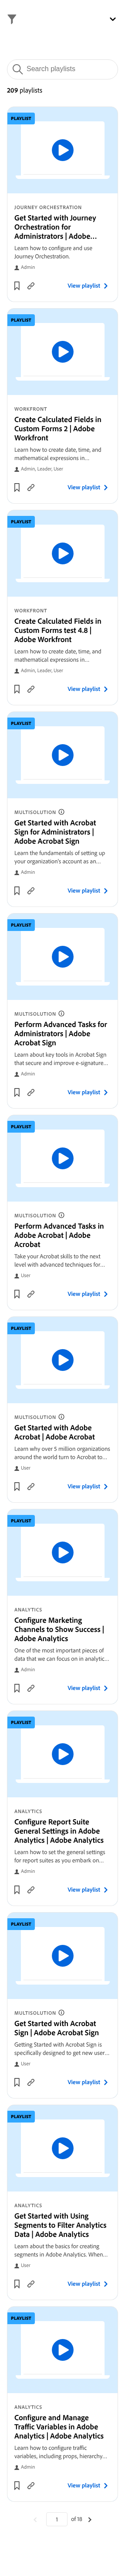 Search playlists
209 playlists
PLAYLIST
JOURNEY ORCHESTRATION
Get Started with Journey
Orchestration for
Administrators | Adobe...
Learn how to configure and use
Journey Orchestration.
Admin
View playlist
PLAYLIST
WORKFRONT
Create Calculated Fields in
Custom Forms 2 | Adobe
Workfront
Learn how to create date, time, and
mathematical expressions in...
Admin, Leader, User
View playlist
PLAYLIST
WORKFRONT
Create Calculated Fields in
Custom Forms test 4.8 |
Adobe Workfront
Learn how to create date, time, and
mathematical expressions in...
Admin, Leader, User
View playlist
PLAYLIST
MULTISOLUTION
Get Started with Acrobat
Sign for Administrators |
Adobe Acrobat Sign
Learn the fundamentals of setting up
your organization's account as an...
Admin
View playlist
PLAYLIST
MULTISOLUTION
Perform Advanced Tasks for
Administrators | Adobe
Acrobat Sign
Learn about key tools in Acrobat Sign
that secure and improve e-signature...
Admin
View playlist
PLAYLIST
MULTISOLUTION
Perform Advanced Tasks in
Adobe Acrobat | Adobe
Acrobat
Take your Acrobat skills to the next
level with advanced techniques for...
User
View playlist
PLAYLIST
MULTISOLUTION
Get Started with Adobe
Acrobat | Adobe Acrobat
Learn why over 5 million organizations
around the world turn to Acrobat to...
User
View playlist
PLAYLIST
ANALYTICS
Configure Marketing
Channels to Show Success |
Adobe Analytics
One of the most important pieces of
data that we can focus on in analytic...
Admin
View playlist
PLAYLIST
ANALYTICS
Configure Report Suite
General Settings in Adobe
Analytics | Adobe Analytics
Learn how to set the general settings
for report suites as you embark on...
Admin
View playlist
PLAYLIST
MULTISOLUTION
Get Started with Acrobat
Sign | Adobe Acrobat Sign
Getting Started with Acrobat Sign is
specifically designed to get new user...
User
View playlist
PLAYLIST
ANALYTICS
Get Started with Using
Segments to Filter Analytics
Data | Adobe Analytics
Learn about the basics for creating
segments in Adobe Analytics. When...
User
View playlist
PLAYLIST
ANALYTICS
Configure and Manage
Traffic Variables in Adobe
Analytics | Adobe Analytics
Learn how to configure traffic
variables, including props, hierarchy...
Admin
View playlist
1 of 18